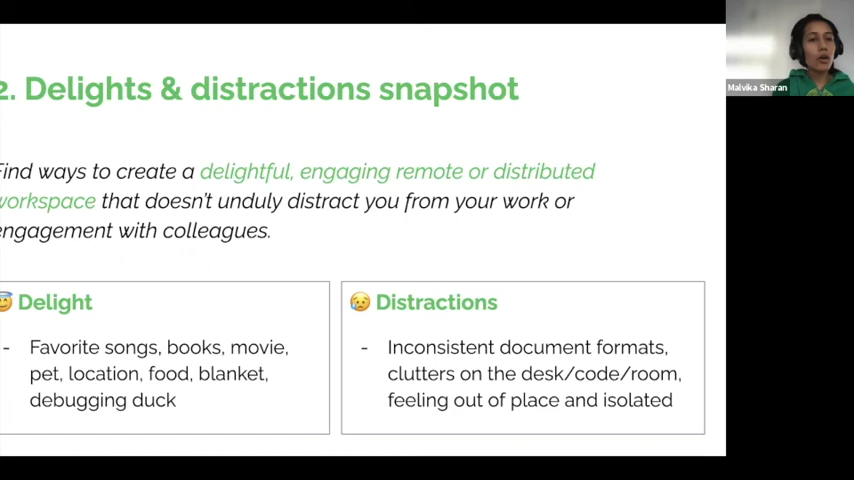 2. Delights & distractions snapshot
Find ways to create a delightful, engaging remote or distributed
workspace that doesn't unduly distract you from your work or
engagement with colleagues.
Delight
- Favorite songs, books, movie,
pet, location, food, blanket,
debugging duck
Distractions
- Inconsistent document formats,
clutters on the desk/code/room,
feeling out of place and isolated
Malvika Sharan